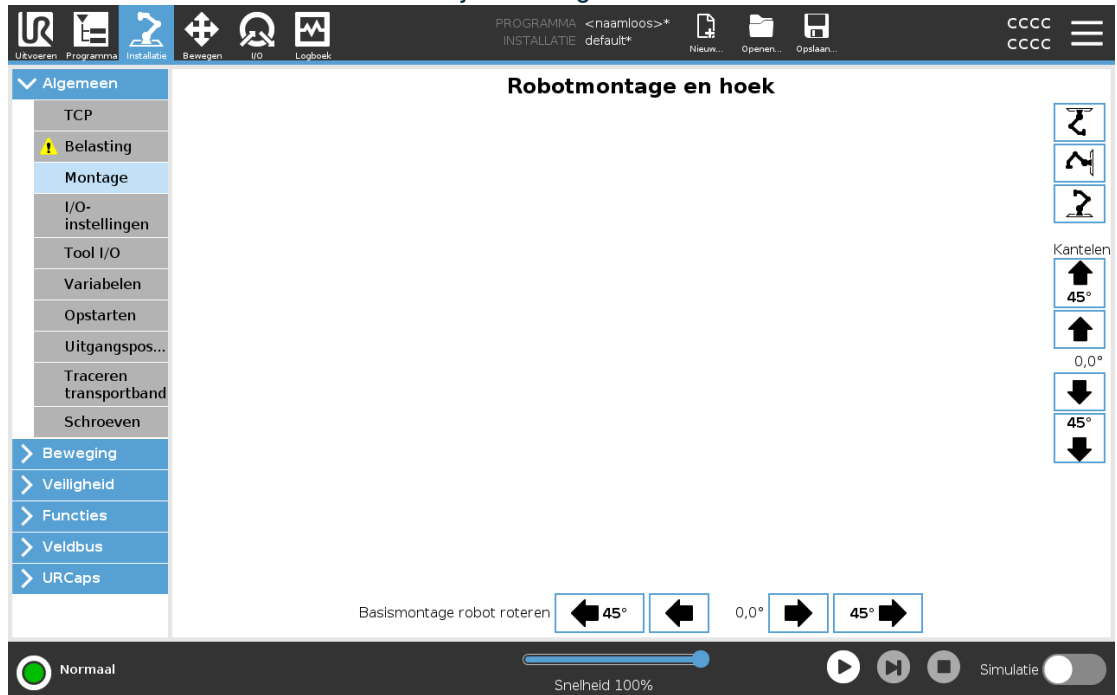 PROGRAMMA <naamloos>*
INSTALLATIE default*
cccc
cccc
Uitvoeren Programma Installatie Bewegen I/O Logboek
Nieuw... Openen... Opslaan...
Algemeen
TCP
Belasting
Montage
I/O-
instellingen
Tool I/O
Variabelen
Opstarten
Uitgangspos...
Traceren
transportband
Schroeven
Beweging
Veiligheid
Functies
Veldbus
URCaps
Robotmontage en hoek
Kantelen
45°
0,0°
45°
Basismontage robot roteren 45° 0,0° 45°
Normaal
Snelheid 100%
Simulatie